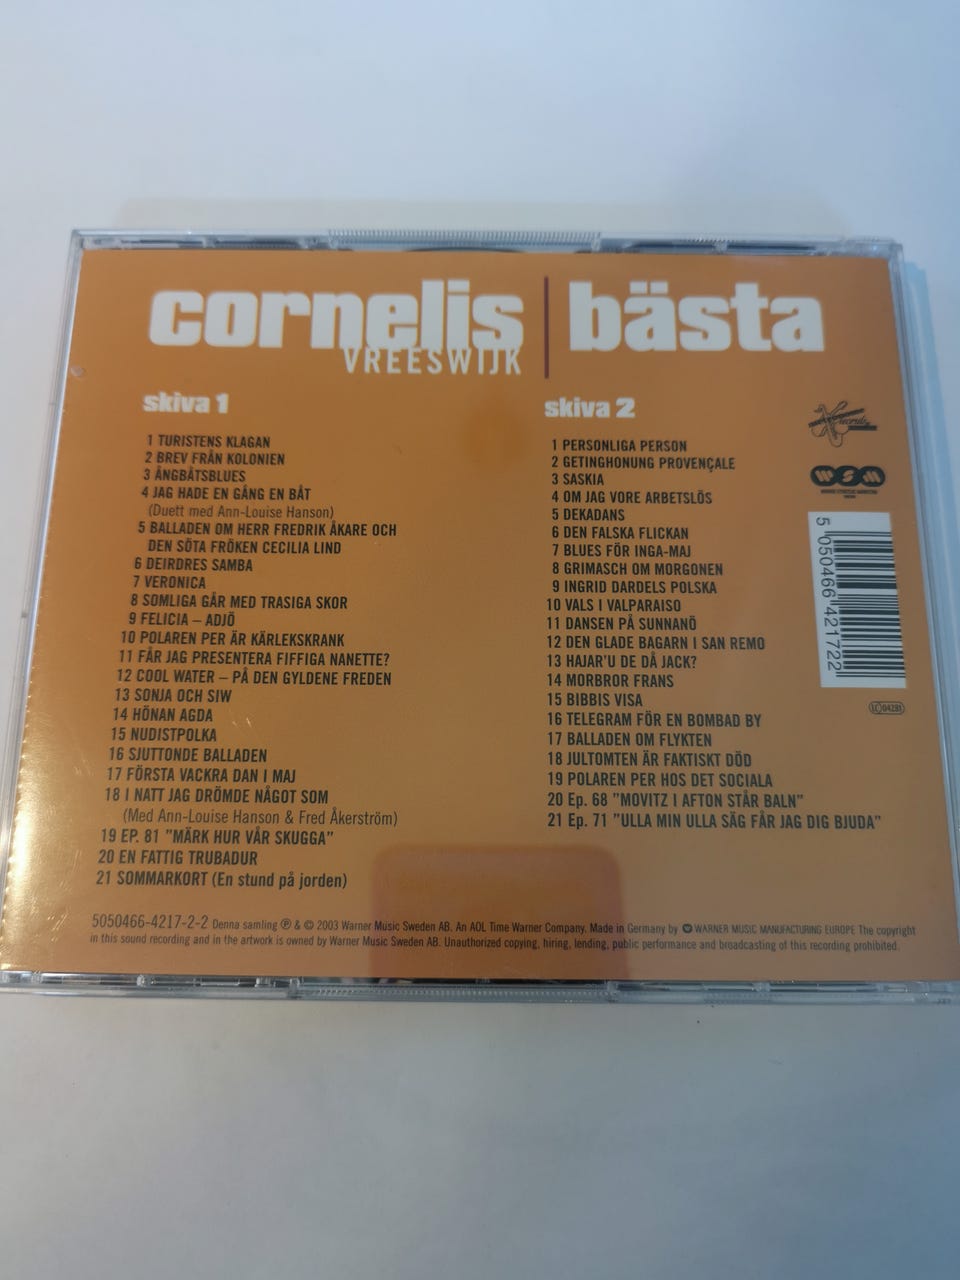 cornelis
VREESWIJK
bästa
skiva 1
1 TURISTENS KLAGAN
2 BREV FRÅN KOLONIEN
3 ÅNGBÅTSBLUES
4 JAG HADE EN GÅNG EN BÅT
(Duett med Ann-Louise Hanson)
5 BALLADEN OM HERR FREDRIK ÅKARE OCH
DEN SÖTA FRÖKEN CECILIA LIND
6 DEIRDRES SAMBA
7 VERONICA
8 SOMLIGA GÅR MED TRASIGA SKOR
9 FELICIA – ADJÖ
10 POLAREN PER ÄR KÄRLEKSKRANK
11 FÅR JAG PRESENTERA FIFFIGA NANETTE?
12 COOL WATER – PÅ DEN GYLDENE FREDEN
13 SONJA OCH SIW
14 HÖNAN AGDA
15 NUDISTPOLKA
16 SJUTTONDE BALLADEN
17 FÖRSTA VACKRA DAN I MAJ
18 I NATT JAG DRÖMDE NÅGOT SOM
(Med Ann-Louise Hanson & Fred Åkerström)
19 EP. 81 "MÄRK HUR VÅR SKUGGA"
20 EN FATTIG TRUBADUR
21 SOMMARKORT (En stund på jorden)
skiva 2
1 PERSONLIGA PERSON
2 GETINGHONUNG PROVENÇALE
3 SASKIA
4 OM JAG VORE ARBETSLÖS
5 DEKADANS
6 DEN FALSKA FLICKAN
7 BLUES FÖR INGA-MAJ
8 GRIMASCH OM MORGONEN
9 INGRID DARDELS POLSKA
10 VALS I VALPARAISO
11 DANSEN PÅ SUNNANÖ
12 DEN GLADE BAGARN I SAN REMO
13 HAJAR'U DE DÅ JACK?
14 MORBROR FRANS
15 BIBBIS VISA
16 TELEGRAM FÖR EN BOMBAD BY
17 BALLADEN OM FLYKTEN
18 JULTOMTEN ÄR FAKTISKT DÖD
19 POLAREN PER HOS DET SOCIALA
20 Ep. 68 "MOVITZ I AFTON STÅR BALN"
21 Ep. 71 "ULLA MIN ULLA SÄG FÅR JAG DIG BJUDA"
Records
WSM
5 050466 421722
LC 04281
5050466-4217-2-2 Denna samling ℗ & © 2003 Warner Music Sweden AB. An AOL Time Warner Company. Made in Germany by WARNER MUSIC MANUFACTURING EUROPE The copyright
in this sound recording and in the artwork is owned by Warner Music Sweden AB. Unauthorized copying, hiring, lending, public performance and broadcasting of this recording prohibited.